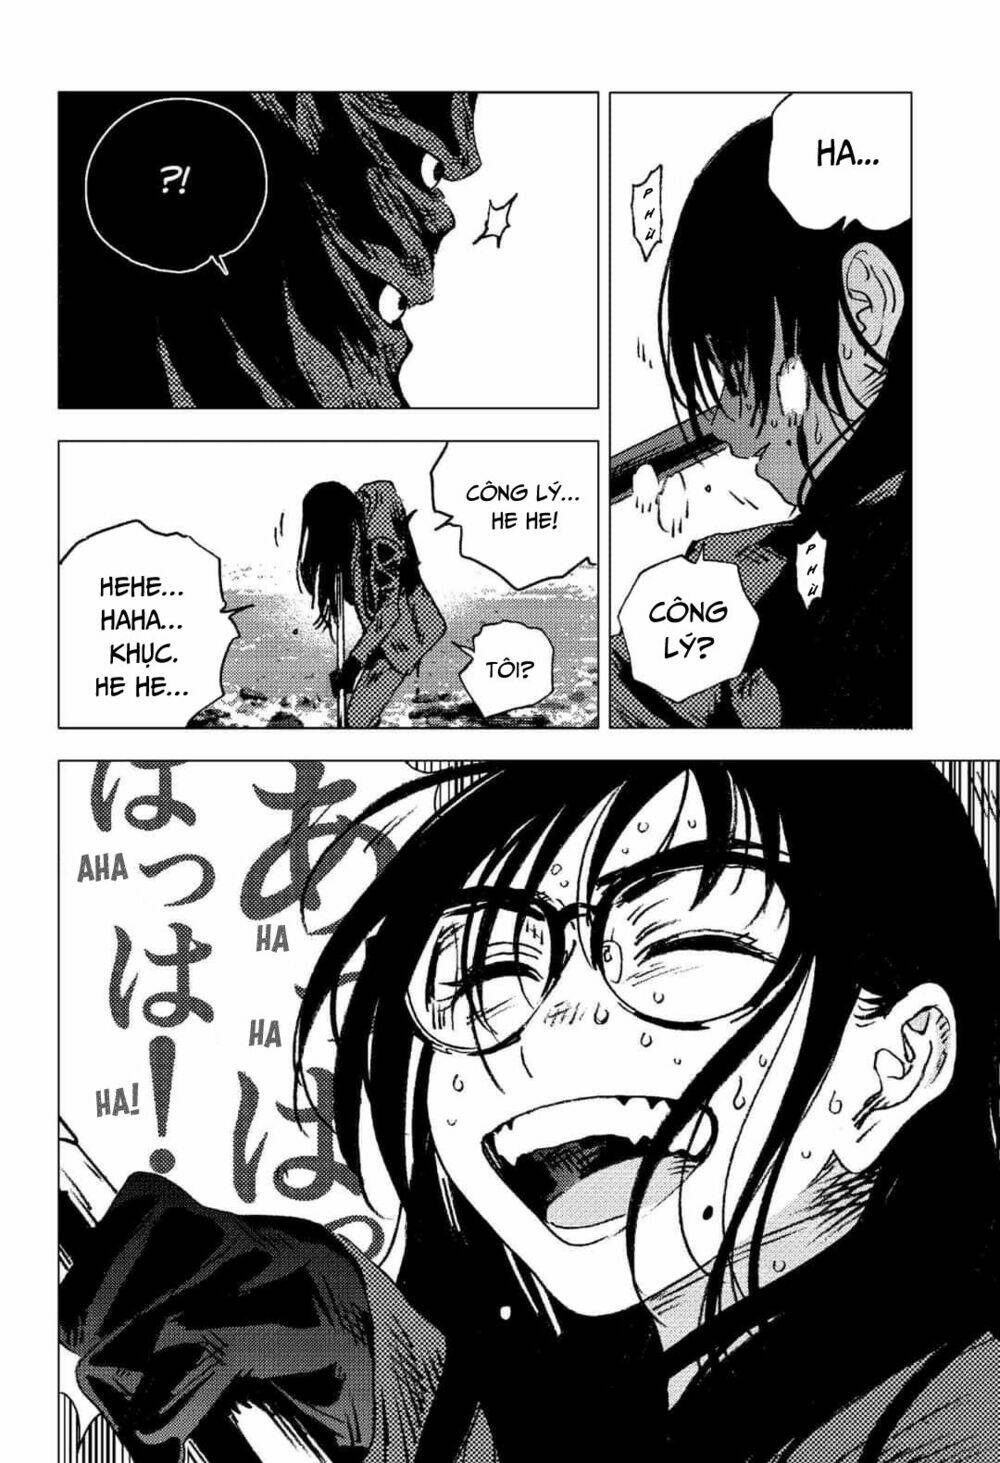 HA...
PHÙ
CÔNG
LÝ?
PHÙ
?!
CÔNG LÝ...
HE HE!
TÔI?
HEHE...
HAHA...
KHỤC.
HE HE...
あっはっ
はっは!
HA
HA
AHA
HA!